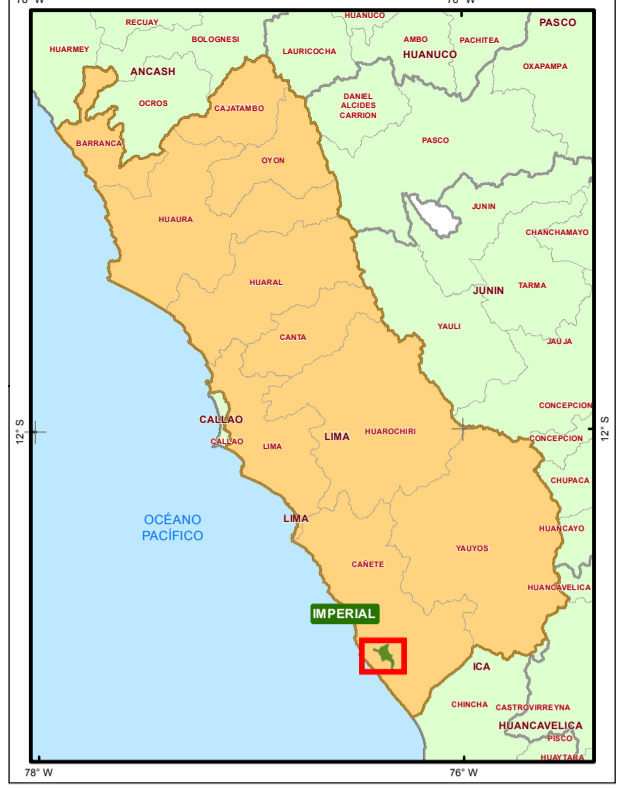 78° W
76° W
HUANUCO
RECUAY
PASCO
BOLOGNESI
AMBO
PACHITEA
HUARMEY
LAURICOCHA
HUANUCO
OXAPAMPA
ANCASH
DANIEL
ALCIDES
CARRION
OCROS
CAJATAMBO
BARRANCA
PASCO
OYON
JUNIN
HUAURA
CHANCHAMAYO
HUARAL
JUNIN
TARMA
YAULI
CANTA
JAUJA
CONCEPCION
CALLAO
12° S
12° S
CALLAO
LIMA
LIMA
HUAROCHIRI
CONCEPCION
CHUPACA
LIMA
OCÉANO
PACÍFICO
HUANCAYO
YAUYOS
CAÑETE
HUANCAVELICA
IMPERIAL
ICA
CHINCHA
CASTROVIRREYNA
HUANCAVELICA
PISCO
HUAYTARA
78° W
76° W